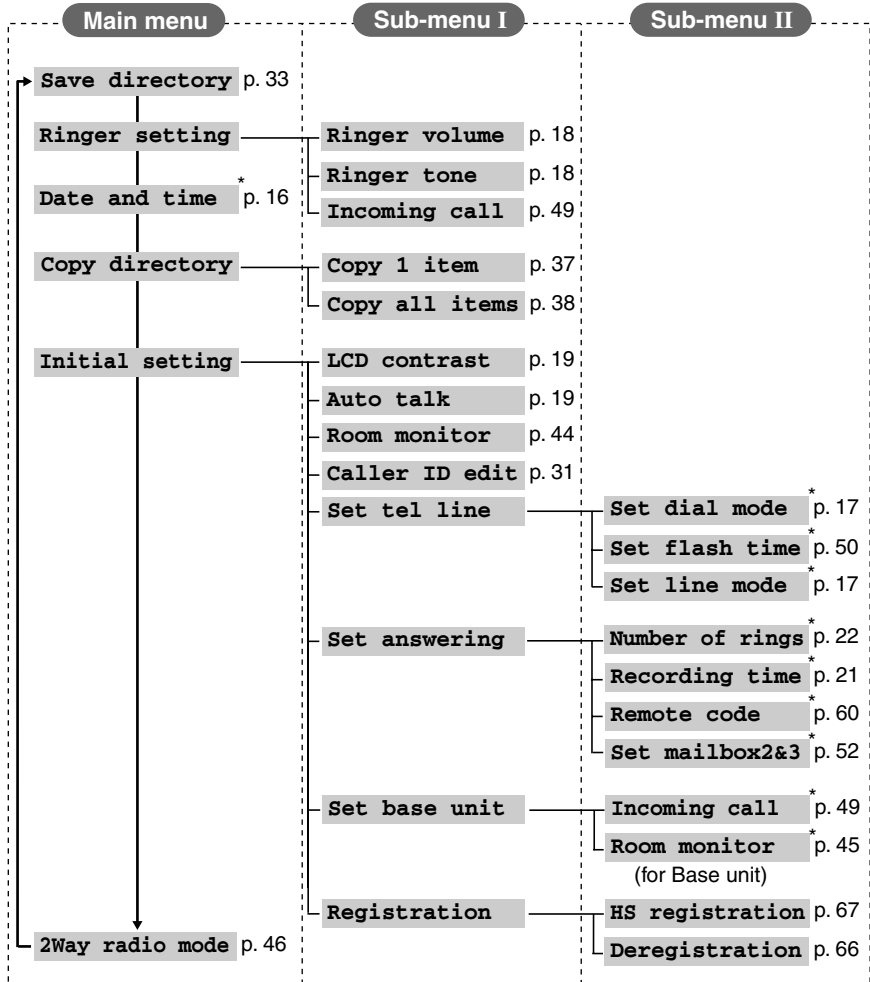 Main menu Sub-menu I Sub-menu II
Save directory p. 33
Ringer setting Ringer volume p. 18
Ringer tone p. 18
Date and time * p. 16
Incoming call p. 49
Copy directory Copy 1 item p. 37
Copy all items p. 38
Initial setting LCD contrast p. 19
Auto talk p. 19
Room monitor p. 44
Caller ID edit p. 31
Set tel line Set dial mode * p. 17
Set flash time * p. 50
Set line mode * p. 17
Set answering Number of rings * p. 22
Recording time * p. 21
Remote code * p. 60
Set mailbox2&3 * p. 52
Set base unit Incoming call * p. 49
Room monitor * p. 45
(for Base unit)
Registration HS registration p. 67
2Way radio mode p. 46 Deregistration p. 66